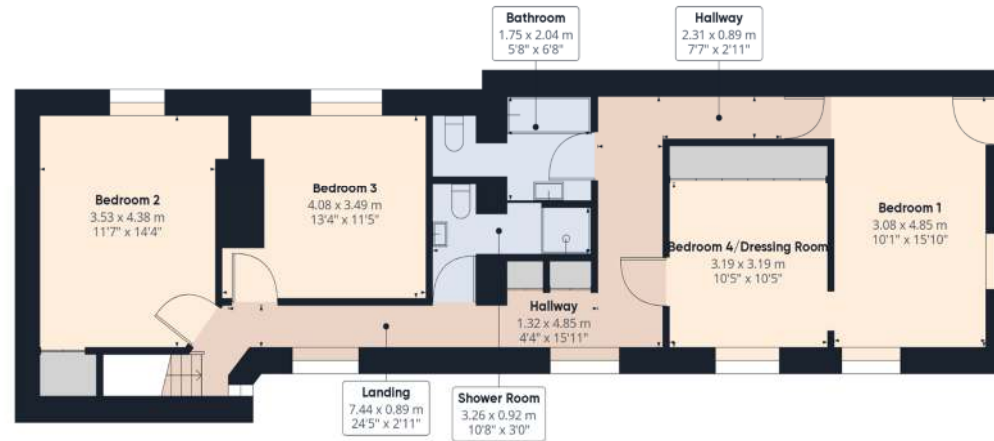 Bathroom
1.75 x 2.04 m
5'8" x 6'8"
Hallway
2.31 x 0.89 m
7'7" x 2'11"
Bedroom 2
3.53 x 4.38 m
11'7" x 14'4"
Bedroom 3
4.08 x 3.49 m
13'4" x 11'5"
Bedroom 4/Dressing Room
3.19 x 3.19 m
10'5" x 10'5"
Bedroom 1
3.08 x 4.85 m
10'1" x 15'10"
Hallway
1.32 x 4.85 m
4'4" x 15'11"
Landing
7.44 x 0.89 m
24'5" x 2'11"
Shower Room
3.26 x 0.92 m
10'8" x 3'0"